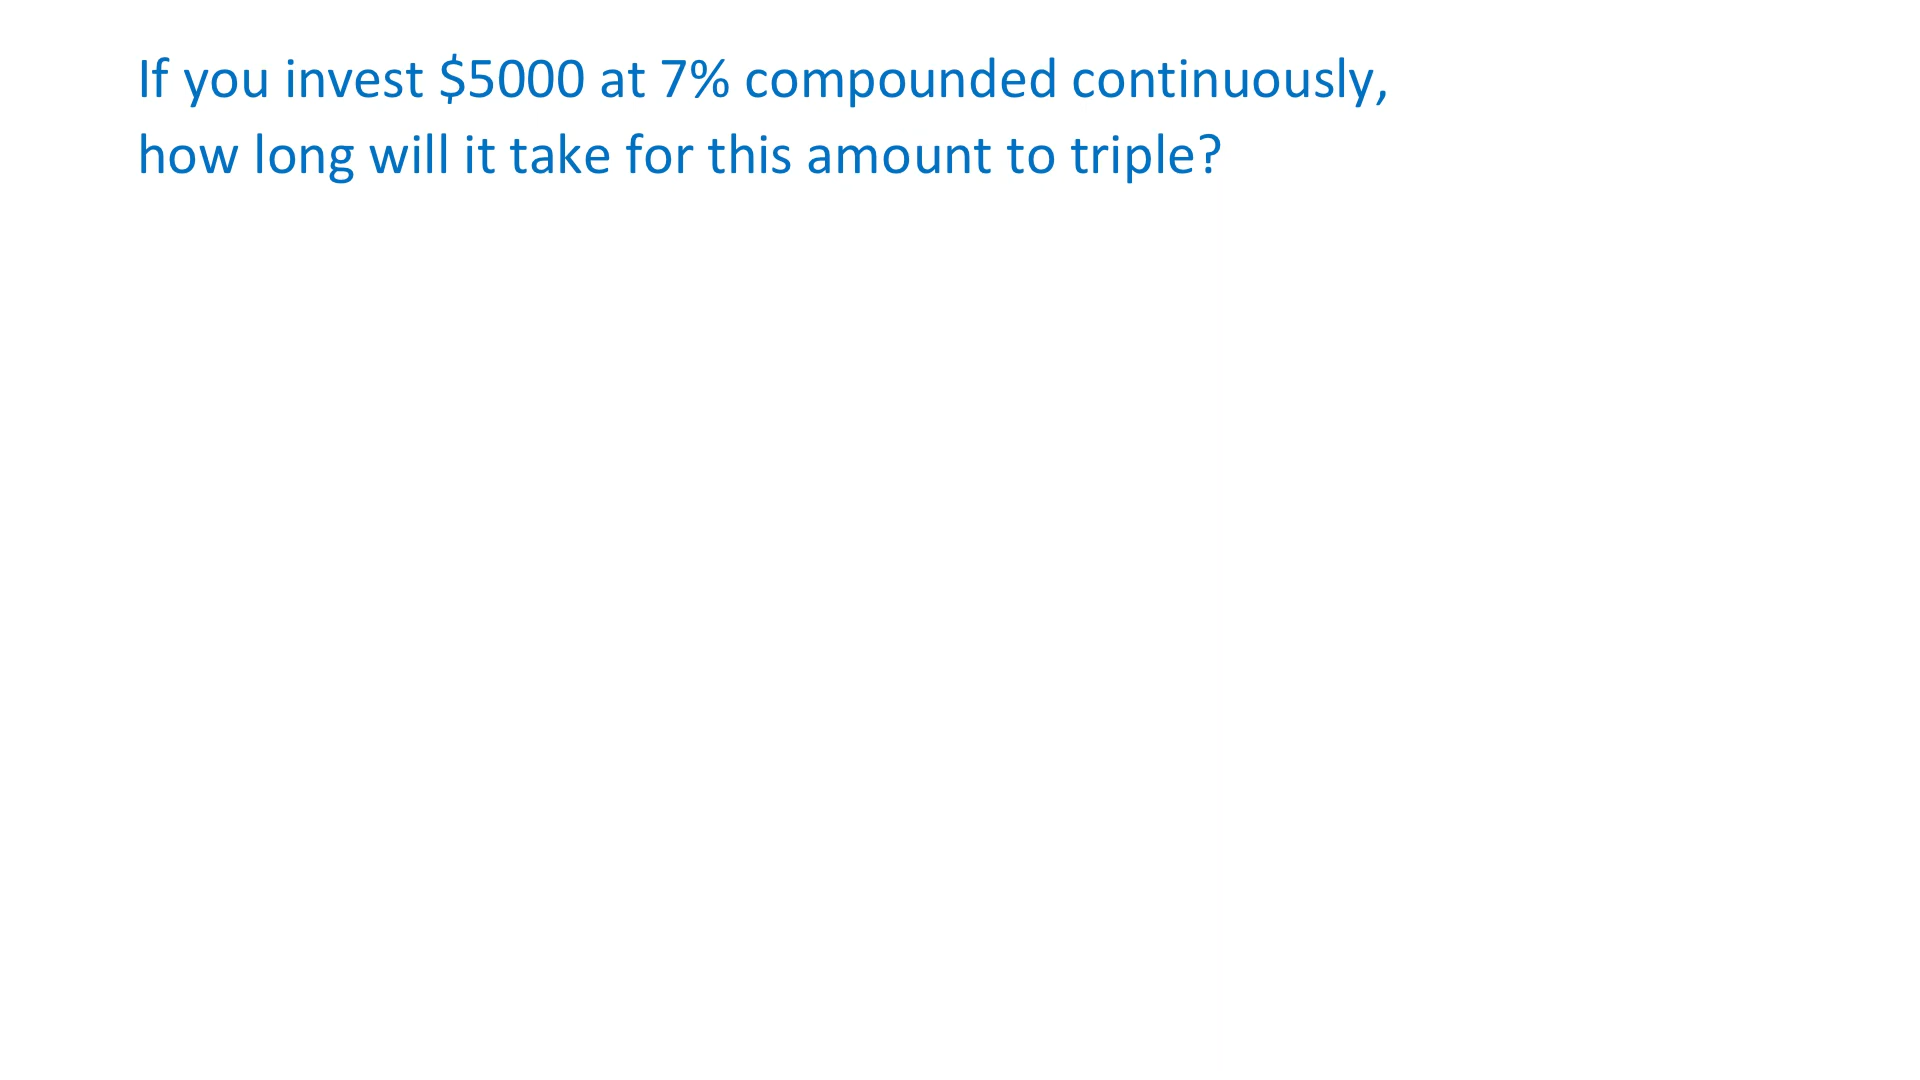 If you invest $5000 at 7% compounded continuously,
how long will it take for this amount to triple?